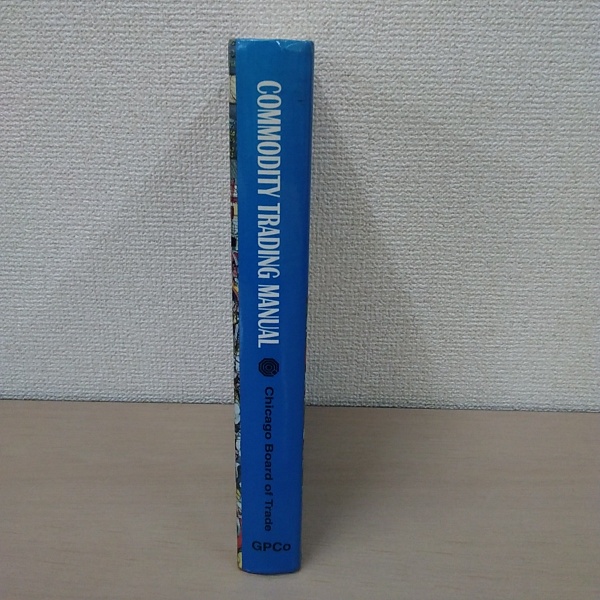 COMMODITY TRADING MANUAL
Chicago Board of Trade
GPCo